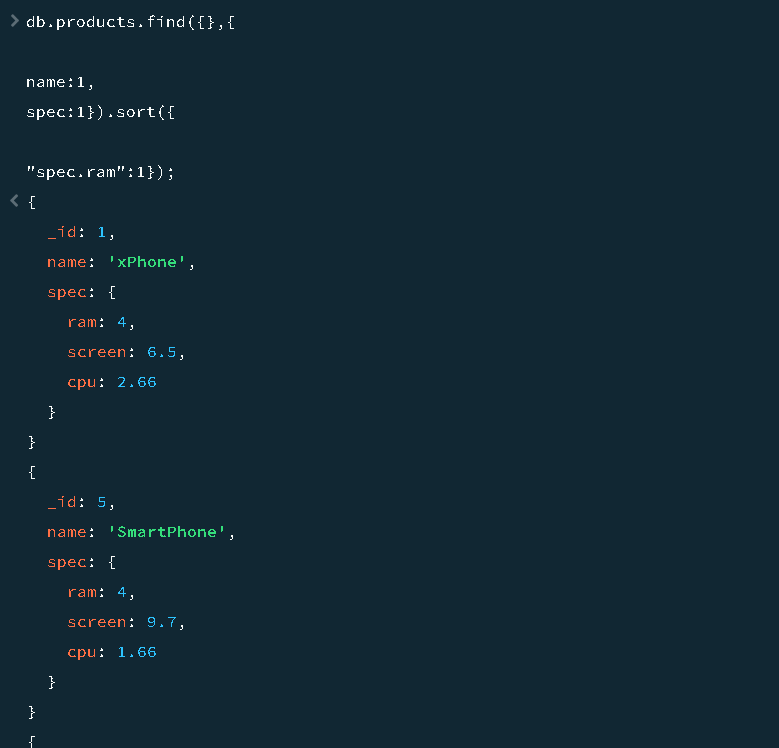 > db.products.find({},{
name:1,
spec:1}).sort({
"spec.ram":1});
< {
_id: 1,
name: 'xPhone',
spec: {
ram: 4,
screen: 6.5,
cpu: 2.66
}
}
{
_id: 5,
name: 'SmartPhone',
spec: {
ram: 4,
screen: 9.7,
cpu: 1.66
}
}
{